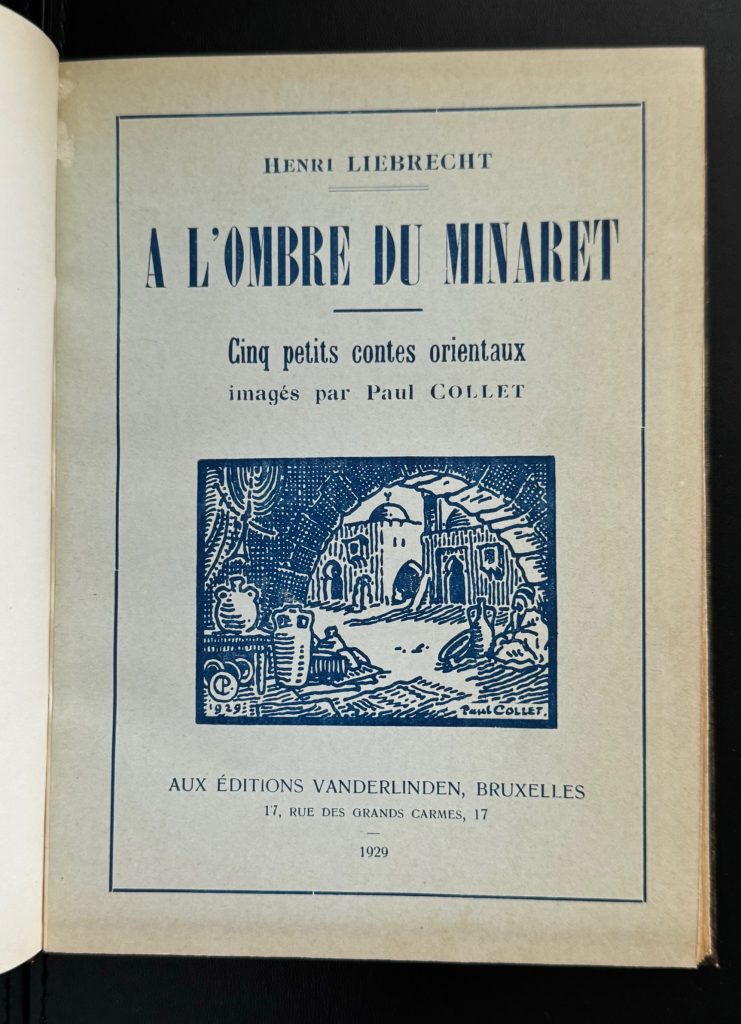 HENRI LIEBRECHT
A L'OMBRE DU MINARET
Cinq petits contes orientaux
imagés par Paul COLLET
CP
1929
Paul COLLET.
AUX ÉDITIONS VANDERLINDEN, BRUXELLES
17, RUE DES GRANDS CARMES, 17
—
1929